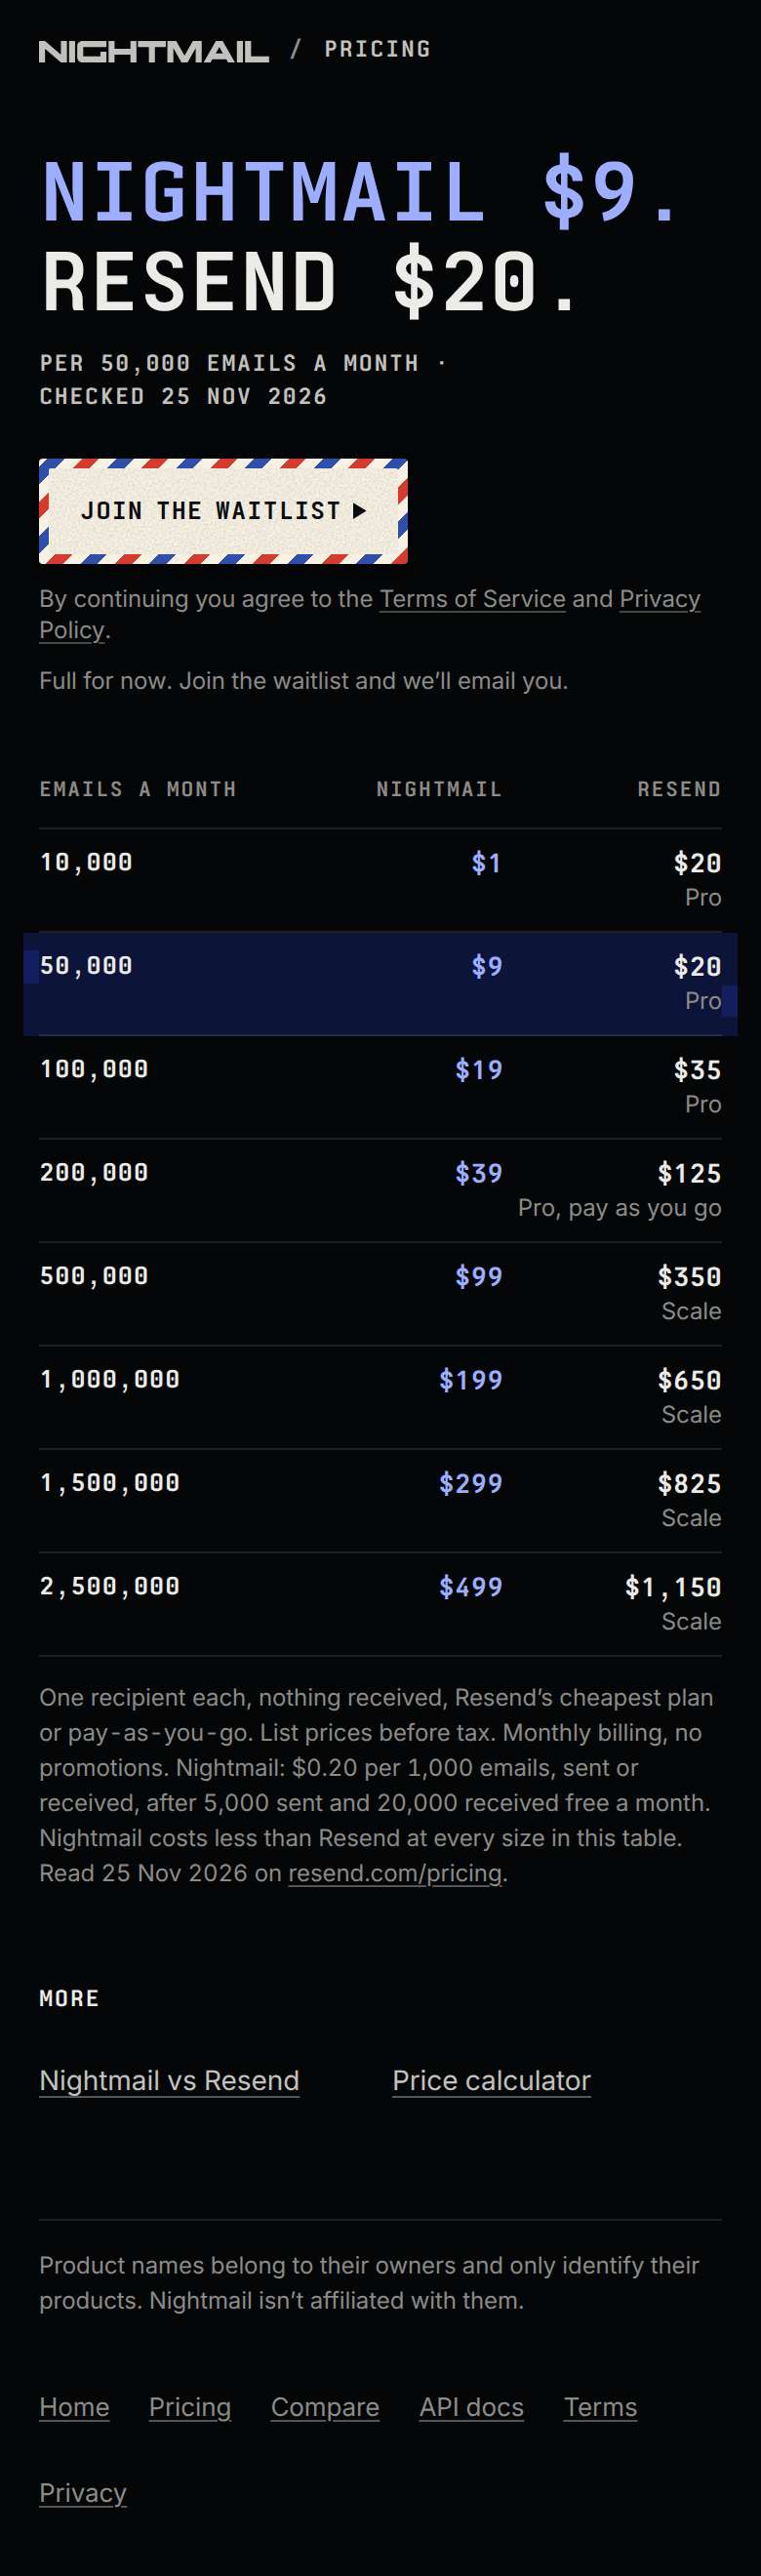 NIGHTMAIL / PRICING
NIGHTMAIL $9.
RESEND $20.
PER 50,000 EMAILS A MONTH ·
CHECKED 25 NOV 2026
JOIN THE WAITLIST ▶
By continuing you agree to the Terms of Service and Privacy
Policy.
Full for now. Join the waitlist and we’ll email you.
EMAILS A MONTH NIGHTMAIL RESEND
10,000 $1 $20
Pro
50,000 $9 $20
Pro
100,000 $19 $35
Pro
200,000 $39 $125
Pro, pay as you go
500,000 $99 $350
Scale
1,000,000 $199 $650
Scale
1,500,000 $299 $825
Scale
2,500,000 $499 $1,150
Scale
One recipient each, nothing received, Resend’s cheapest plan
or pay-as-you-go. List prices before tax. Monthly billing, no
promotions. Nightmail: $0.20 per 1,000 emails, sent or
received, after 5,000 sent and 20,000 received free a month.
Nightmail costs less than Resend at every size in this table.
Read 25 Nov 2026 on resend.com/pricing.
MORE
Nightmail vs Resend Price calculator
Product names belong to their owners and only identify their
products. Nightmail isn’t affiliated with them.
Home Pricing Compare API docs Terms
Privacy